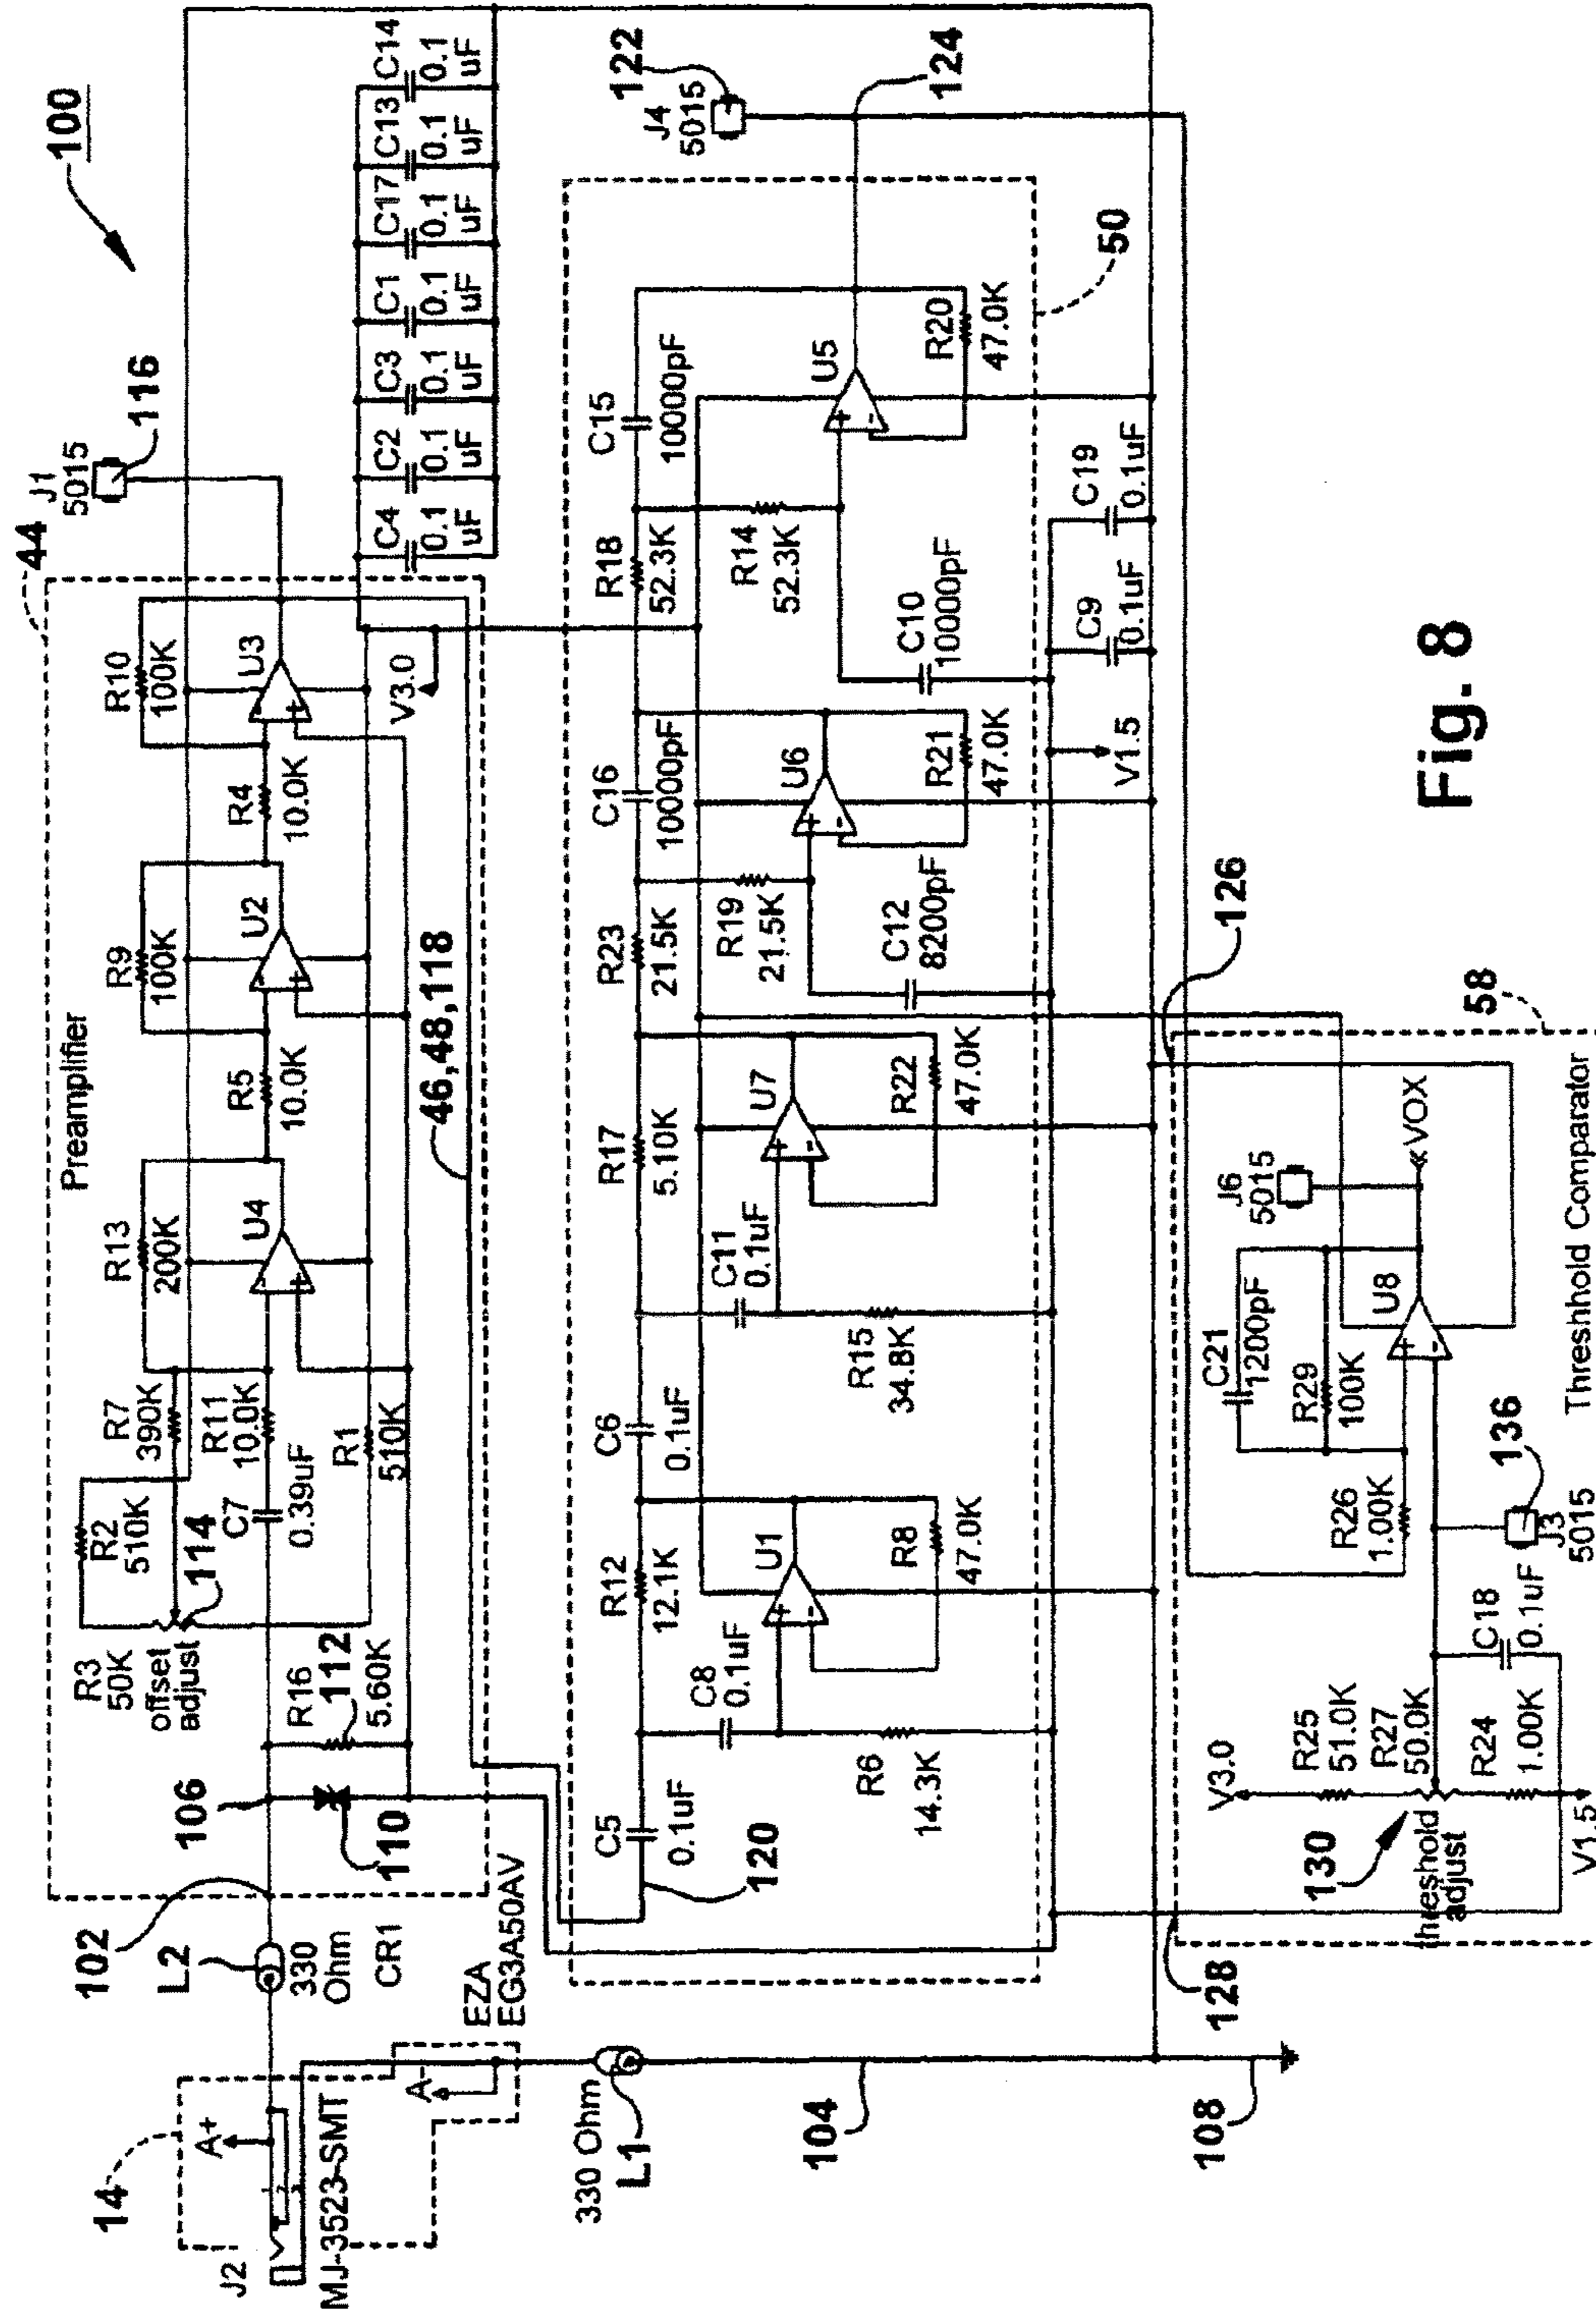 100
44
J1
5015
116
Preamplifier
R3
50K
offset
adjust
R2
510K
114
R7
390K
R11
10.0K
C7
0.39uF
R1
510K
R16
112
5.60K
R13
200K
U4
R5
10.0K
R9
100K
U2
R4
10.0K
R10
100K
U3
V3.0
46,48,118
C4
0.1
uF
C2
0.1
uF
C3
0.1
uF
C1
0.1
uF
C17
0.1
uF
C13
0.1
uF
C14
0.1
uF
14
J2
A+
MJ-3523-SMT
A-
102
L2
330
Ohm
CR1
EZA
EG3A50AV
106
110
330 Ohm
L1
104
108
C5
0.1uF
120
C8
0.1uF
R6
14.3K
R12
12.1K
U1
R8
47.0K
C6
0.1uF
C11
0.1uF
R15
34.8K
R17
5.10K
U7
R22
47.0K
R23
21.5K
R19
21.5K
C12
8200pF
C16
10000pF
U6
R21
47.0K
R18
52.3K
R14
52.3K
C10
10000pF
C15
10000pF
U5
R20
47.0K
V1.5
C9
0.1uF
C19
0.1uF
50
J4
5015
122
124
126
128
58
V3.0
R25
51.0K
R27
50.0K
R24
1.00K
V1.5
130
threshold
adjust
C18
0.1uF
J3
5015
136
R26
1.00K
C21
1200pF
R29
100K
U8
J6
5015
VOX
Threshold Comparator
Fig. 8